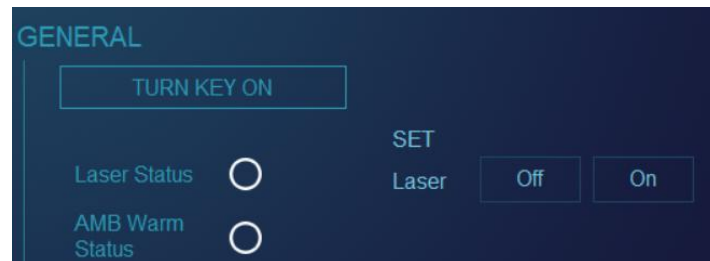 GENERAL
TURN KEY ON
SET
Laser Status
Laser
Off
On
AMB Warm
Status